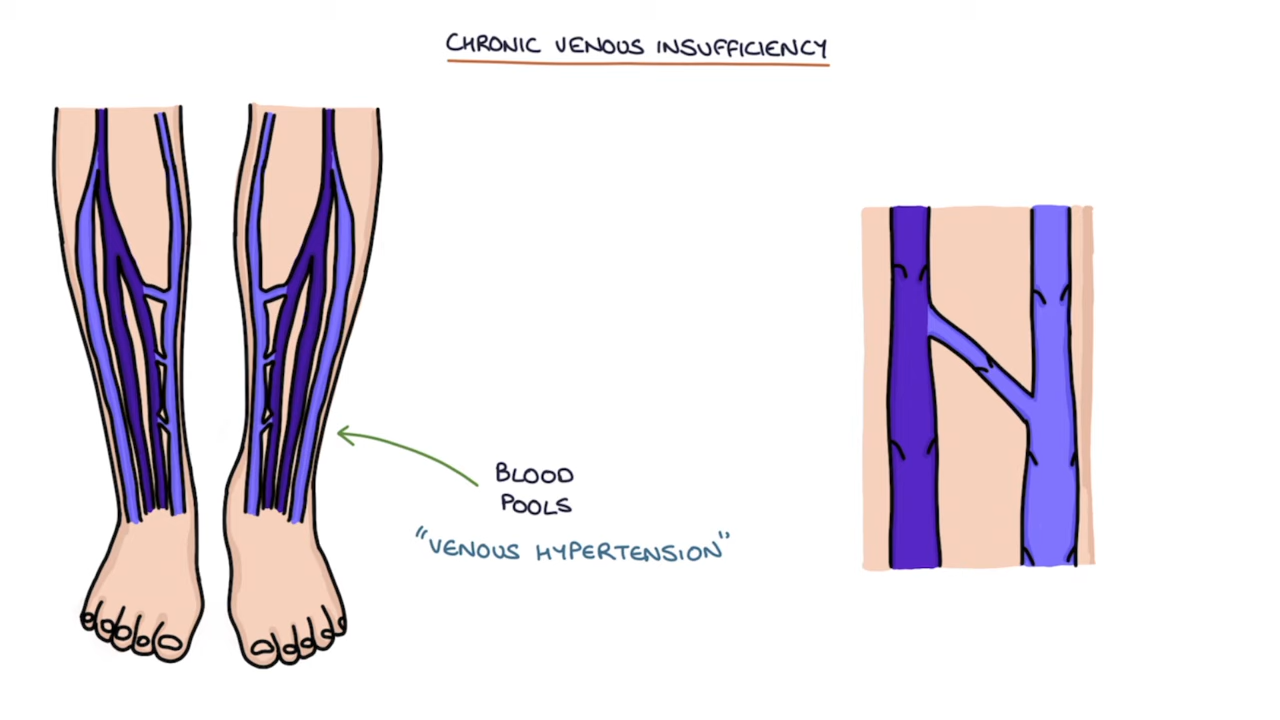 CHRONIC VENOUS INSUFFICIENCY
BLOOD
POOLS
"VENOUS HYPERTENSION"